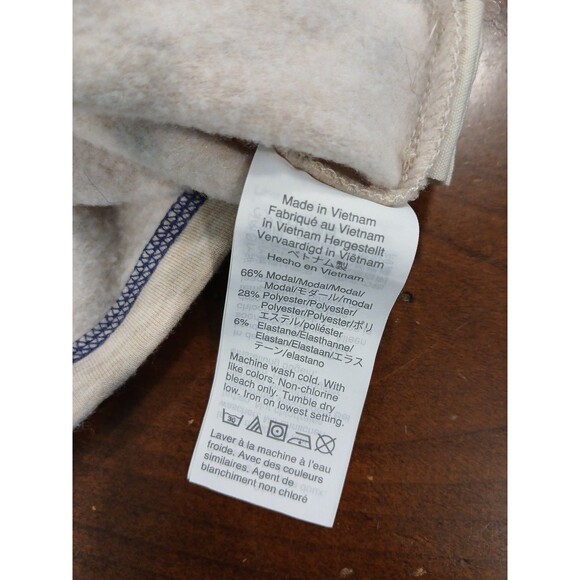 Made in Vietnam
Fabriqué au Vietnam
In Vietnam Hergestellt
Vervaardigd in Viëtnam
ベトナム製
Hecho en Vietnam
66% Modal/Modal/Modal/
Modal/モダール/modal
28% Polyester/Polyester/
Polyester/Polyester/ポリ
エステル/poliéster
6% Elastane/Elasthanne/
Elastan/Elastaan/エラス
テーン/elastano
Machine wash cold. With
like colors. Non-chlorine
bleach only. Tumble dry
low. Iron on lowest setting.
30
Laver à la machine à l'eau
froide. Avec des couleurs
similaires. Agent de
blanchiment non chloré